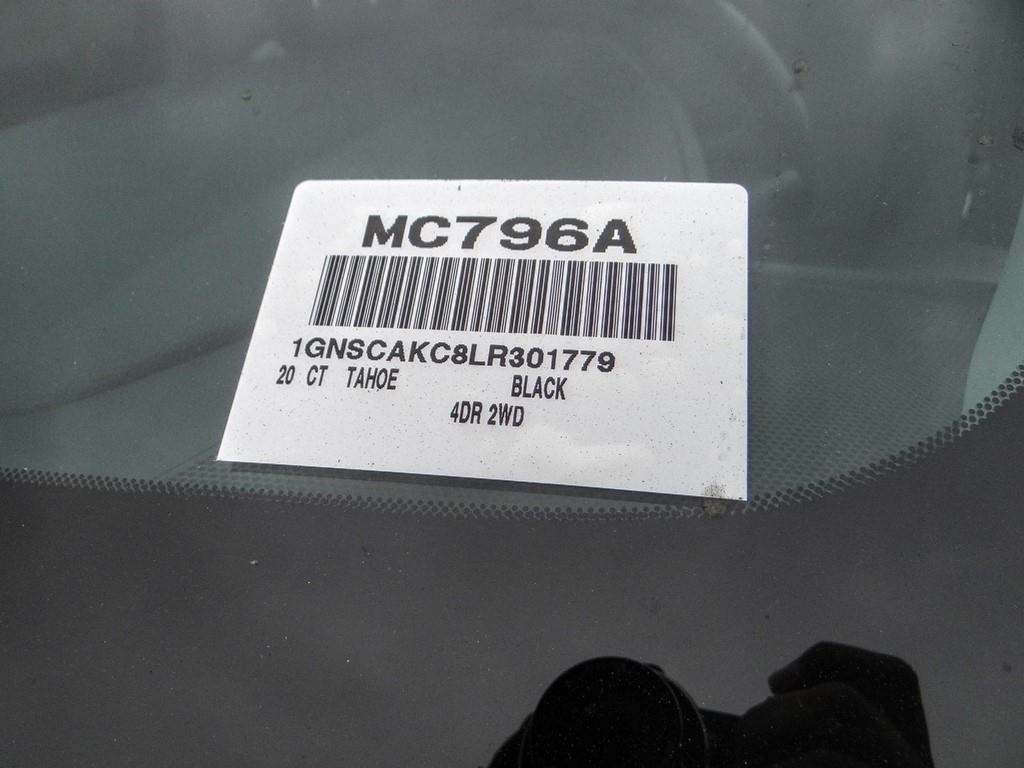 MC796A
1GNSCAKC8LR301779
20 CT TAHOE BLACK
4DR 2WD